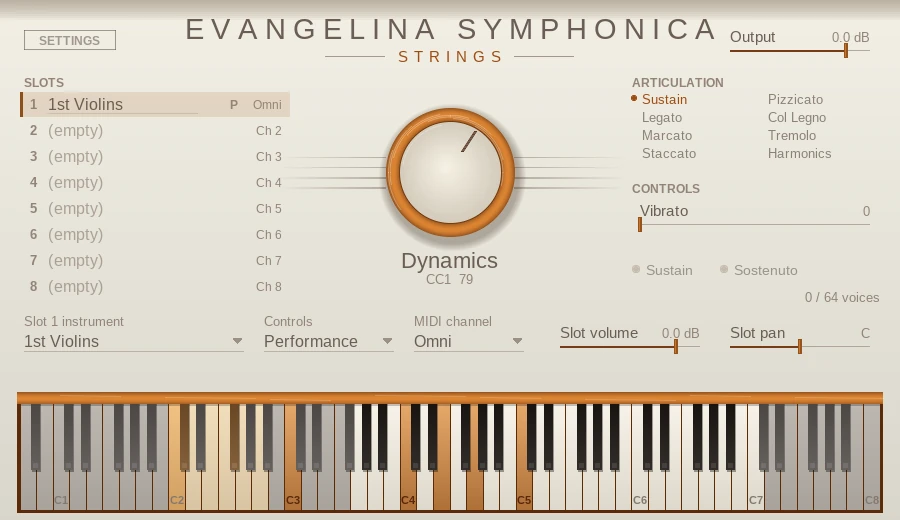 SETTINGS
EVANGELINA SYMPHONICA
STRINGS
Output 0.0 dB
SLOTS
1 1st Violins P Omni
2 (empty) Ch 2
3 (empty) Ch 3
4 (empty) Ch 4
5 (empty) Ch 5
6 (empty) Ch 6
7 (empty) Ch 7
8 (empty) Ch 8
Dynamics
CC1 79
ARTICULATION
Sustain Pizzicato
Legato Col Legno
Marcato Tremolo
Staccato Harmonics
CONTROLS
Vibrato 0
Sustain Sostenuto
0 / 64 voices
Slot 1 instrument Controls MIDI channel
1st Violins Performance Omni
Slot volume 0.0 dB Slot pan C
C1 C2 C3 C4 C5 C6 C7 C8